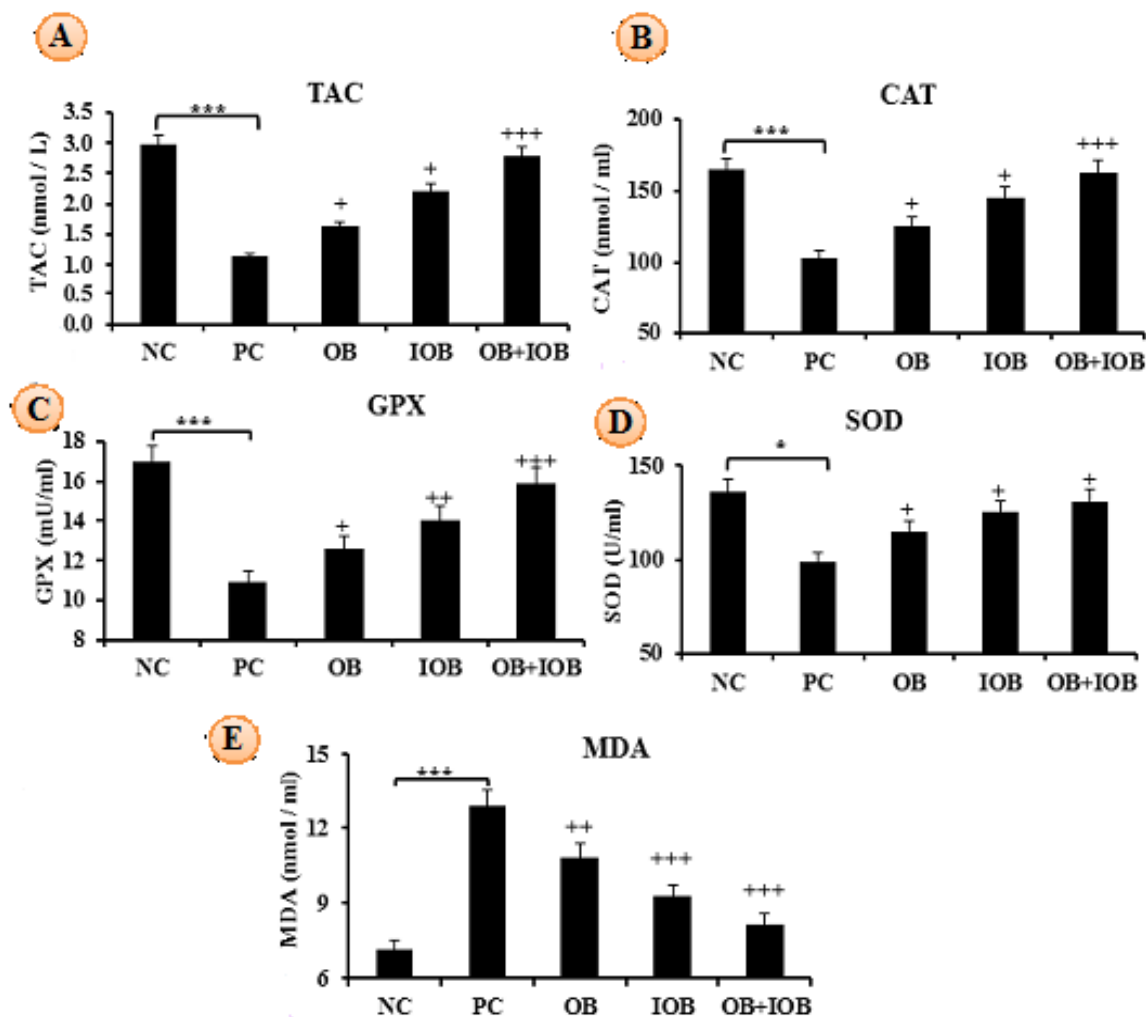 A
TAC
TAC (nmol / L)
3.5
3.0
2.5
2.0
1.5
1.0
0.5
0.0
***
+
+
+++
NC PC OB IOB OB+IOB
B
CAT
CAT (nmol / ml)
200
150
100
50
***
+
+
+++
NC PC OB IOB OB+IOB
C
GPX
GPX (mU/ml)
18
16
14
12
10
8
***
+
++
+++
NC PC OB IOB OB+IOB
D
SOD
SOD (U/ml)
150
100
50
*
+
+
+
NC PC OB IOB OB+IOB
E
MDA
MDA (nmol / ml)
15
12
9
6
***
++
+++
+++
NC PC OB IOB OB+IOB